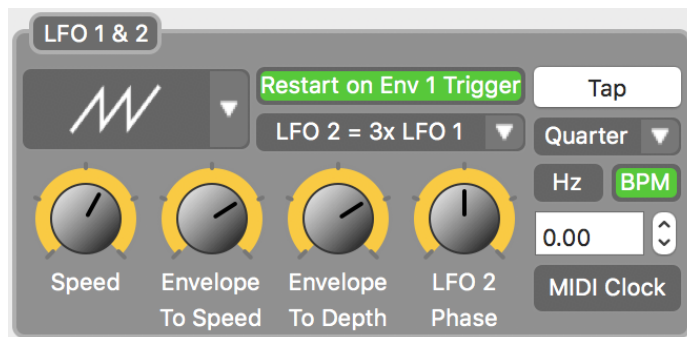 LFO 1 & 2
Restart on Env 1 Trigger
Tap
LFO 2 = 3x LFO 1
Quarter
Hz
BPM
0.00
MIDI Clock
Speed
Envelope
To Speed
Envelope
To Depth
LFO 2
Phase